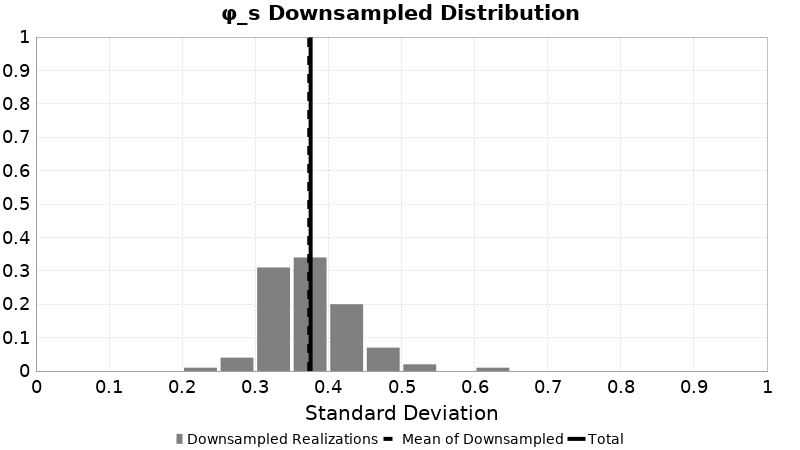 φ_s Downsampled Distribution
1
0.9
0.8
0.7
0.6
0.5
0.4
0.3
0.2
0.1
0
0 0.1 0.2 0.3 0.4 0.5 0.6 0.7 0.8 0.9 1
Standard Deviation
Downsampled Realizations Mean of Downsampled Total